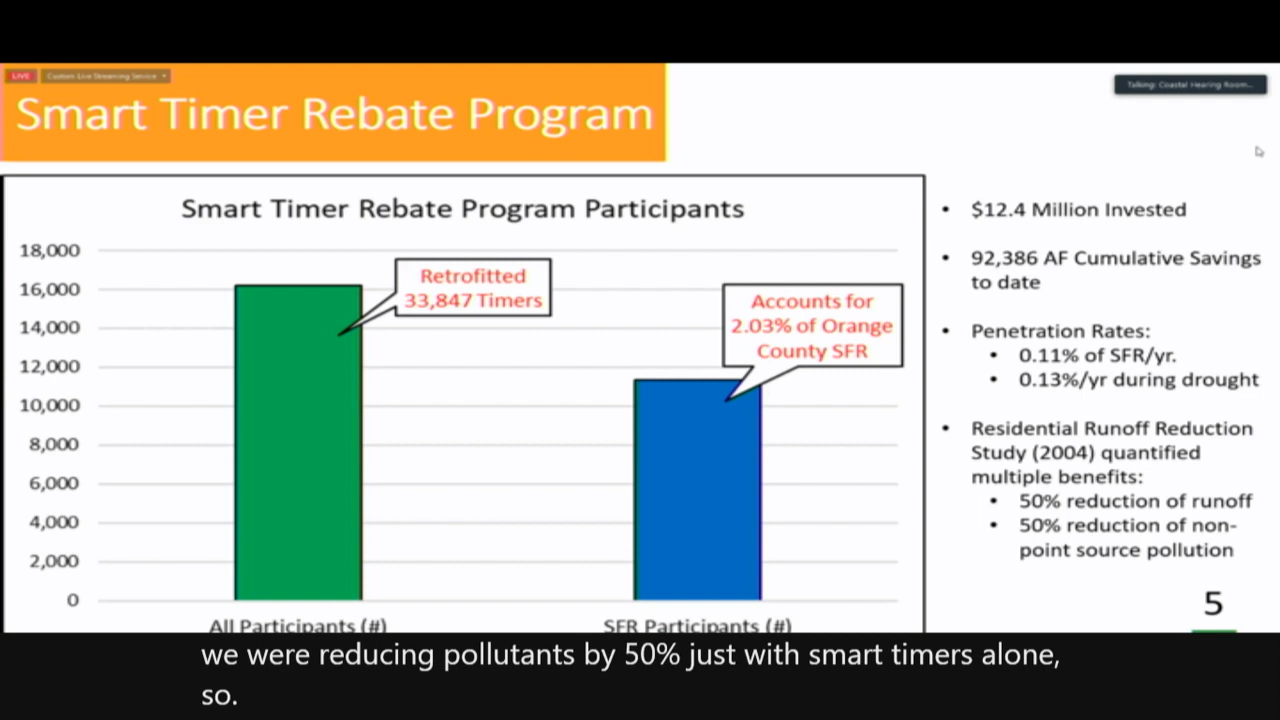 LIVE Custom Live Streaming Service
Talking: Coastal Hearing Room...
Smart Timer Rebate Program
Smart Timer Rebate Program Participants
18,000
16,000
14,000
12,000
10,000
8,000
6,000
4,000
2,000
0
Retrofitted
33,847 Timers
Accounts for
2.03% of Orange
County SFR
All Participants (#)
SFR Participants (#)
• $12.4 Million Invested
• 92,386 AF Cumulative Savings
to date
• Penetration Rates:
• 0.11% of SFR/yr.
• 0.13%/yr during drought
• Residential Runoff Reduction
Study (2004) quantified
multiple benefits:
• 50% reduction of runoff
• 50% reduction of non-
point source pollution
5
we were reducing pollutants by 50% just with smart timers alone,
so.